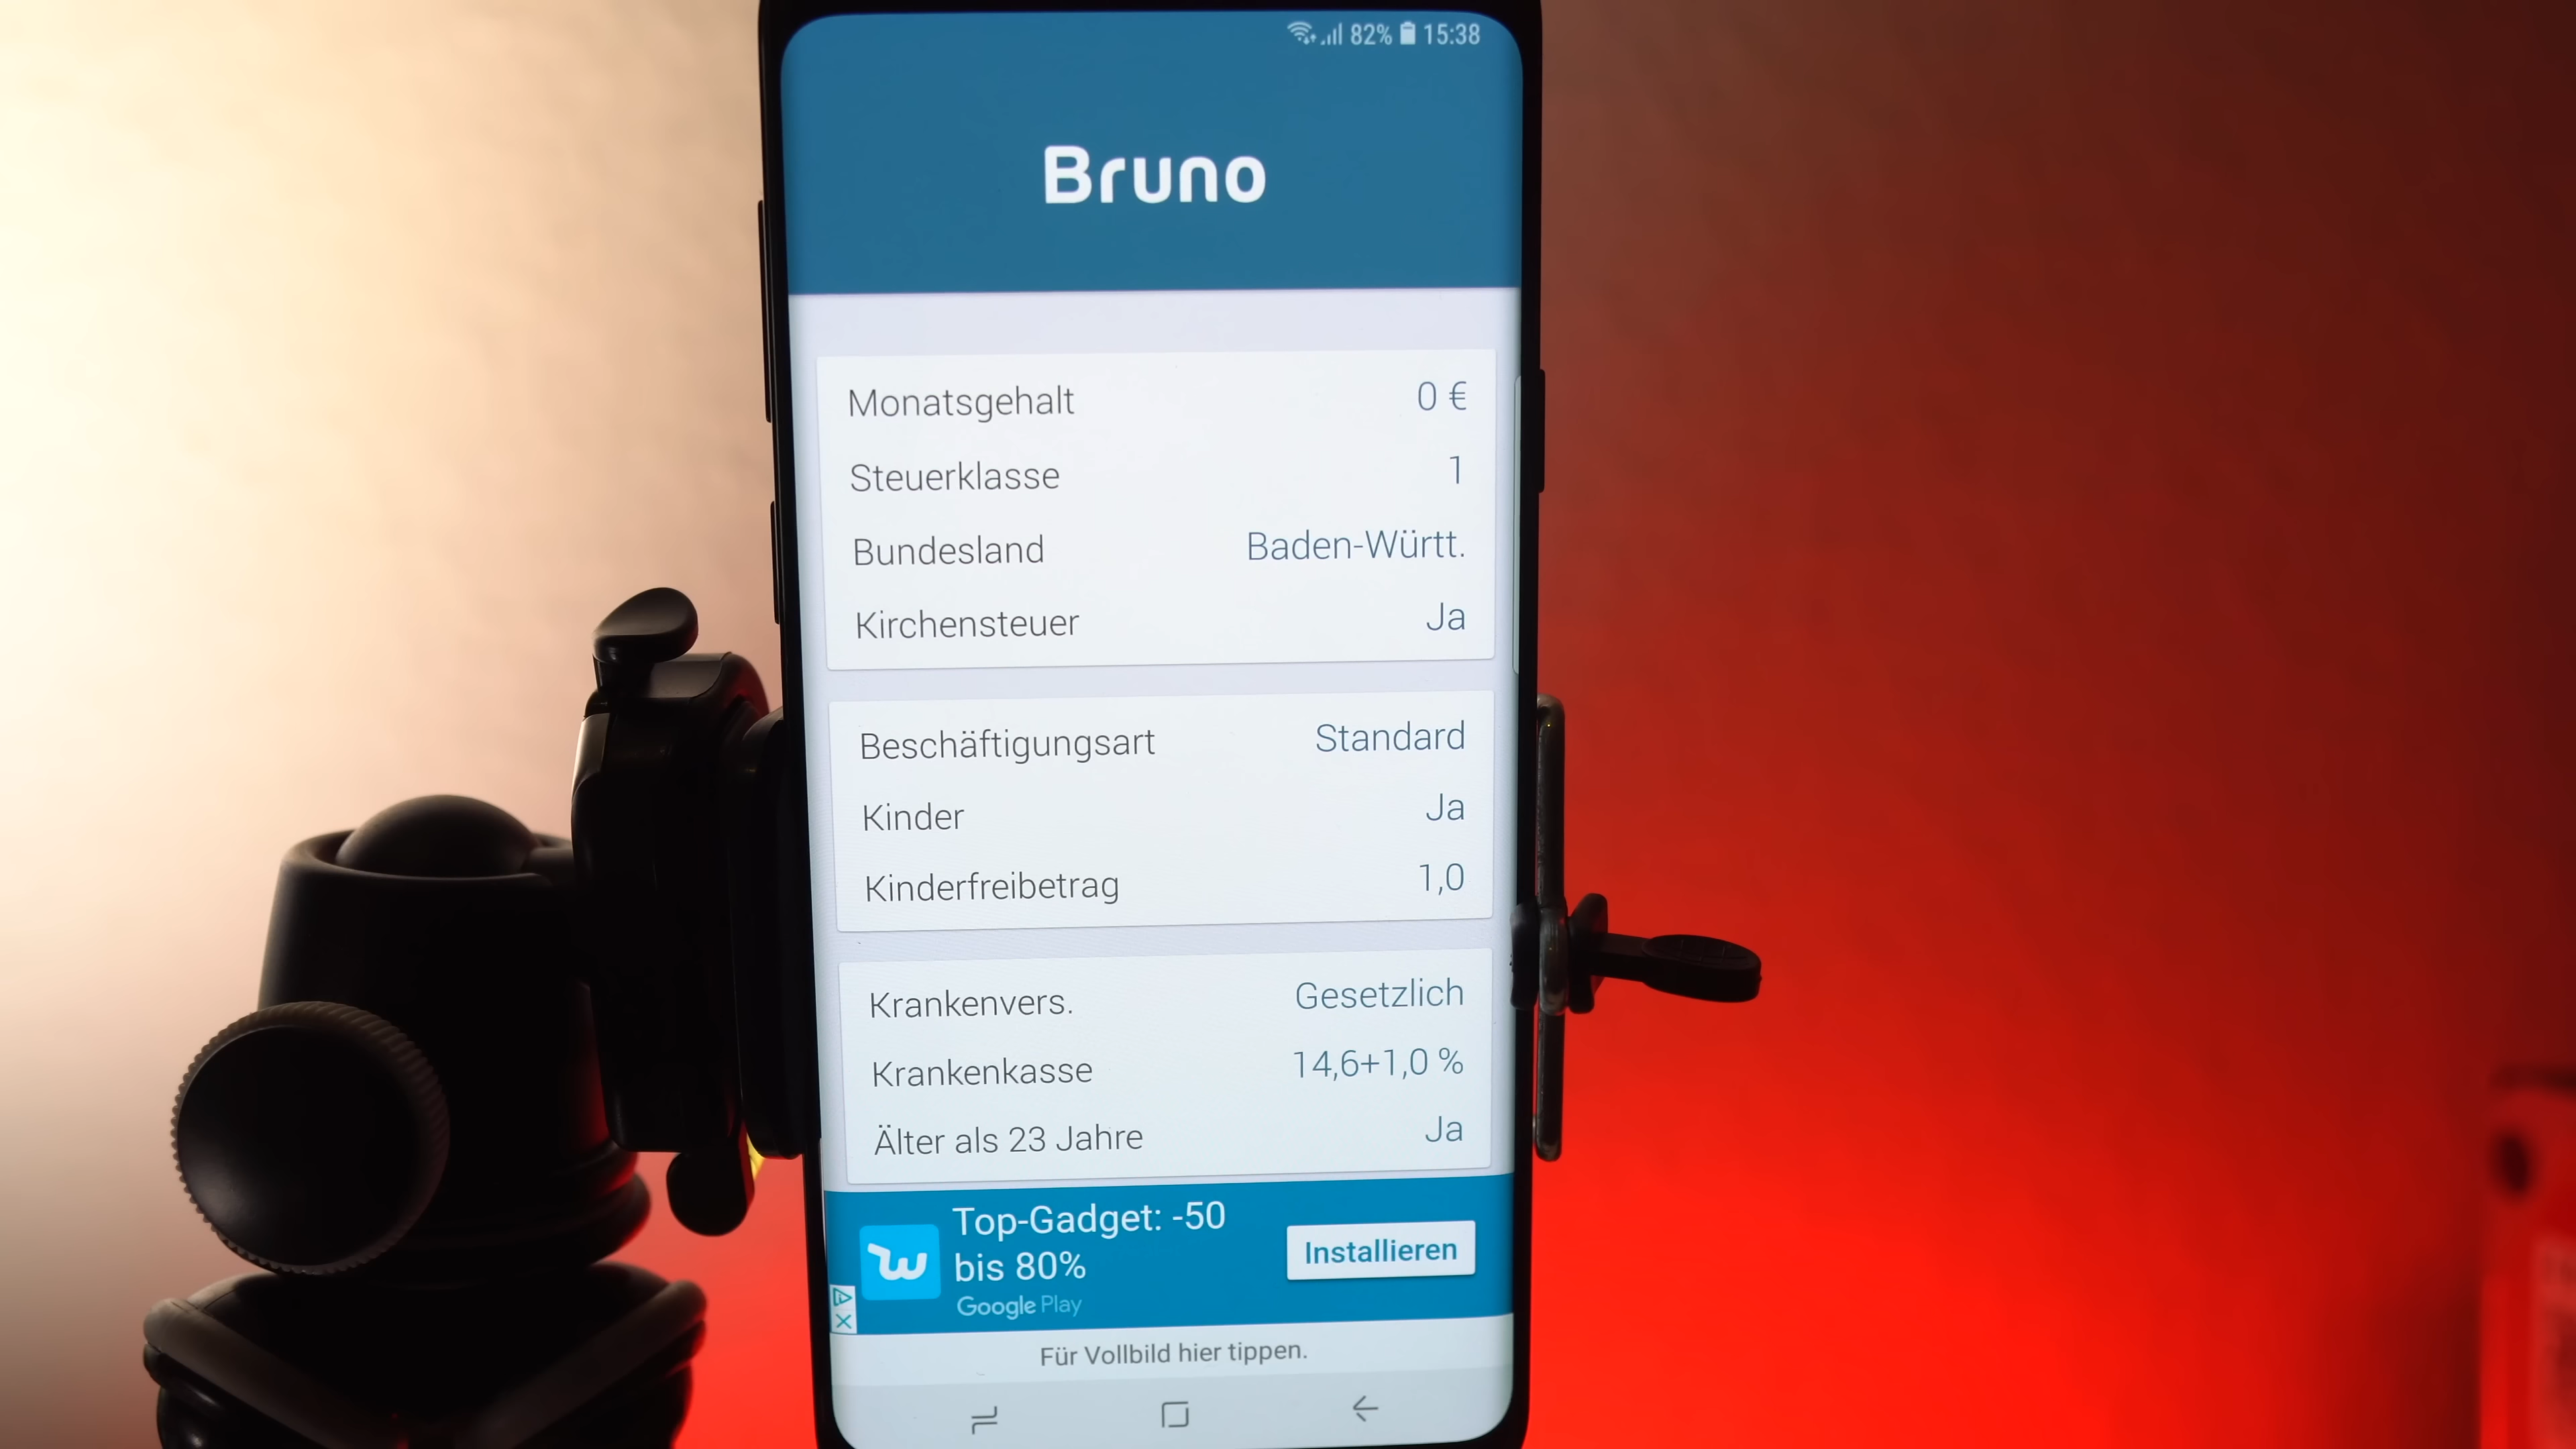 82% 15:38
Bruno
Monatsgehalt 0 €
Steuerklasse 1
Bundesland Baden-Württ.
Kirchensteuer Ja
Beschäftigungsart Standard
Kinder Ja
Kinderfreibetrag 1,0
Krankenvers. Gesetzlich
Krankenkasse 14,6+1,0 %
Älter als 23 Jahre Ja
Top-Gadget: -50
bis 80%
Google Play
Installieren
Für Vollbild hier tippen.